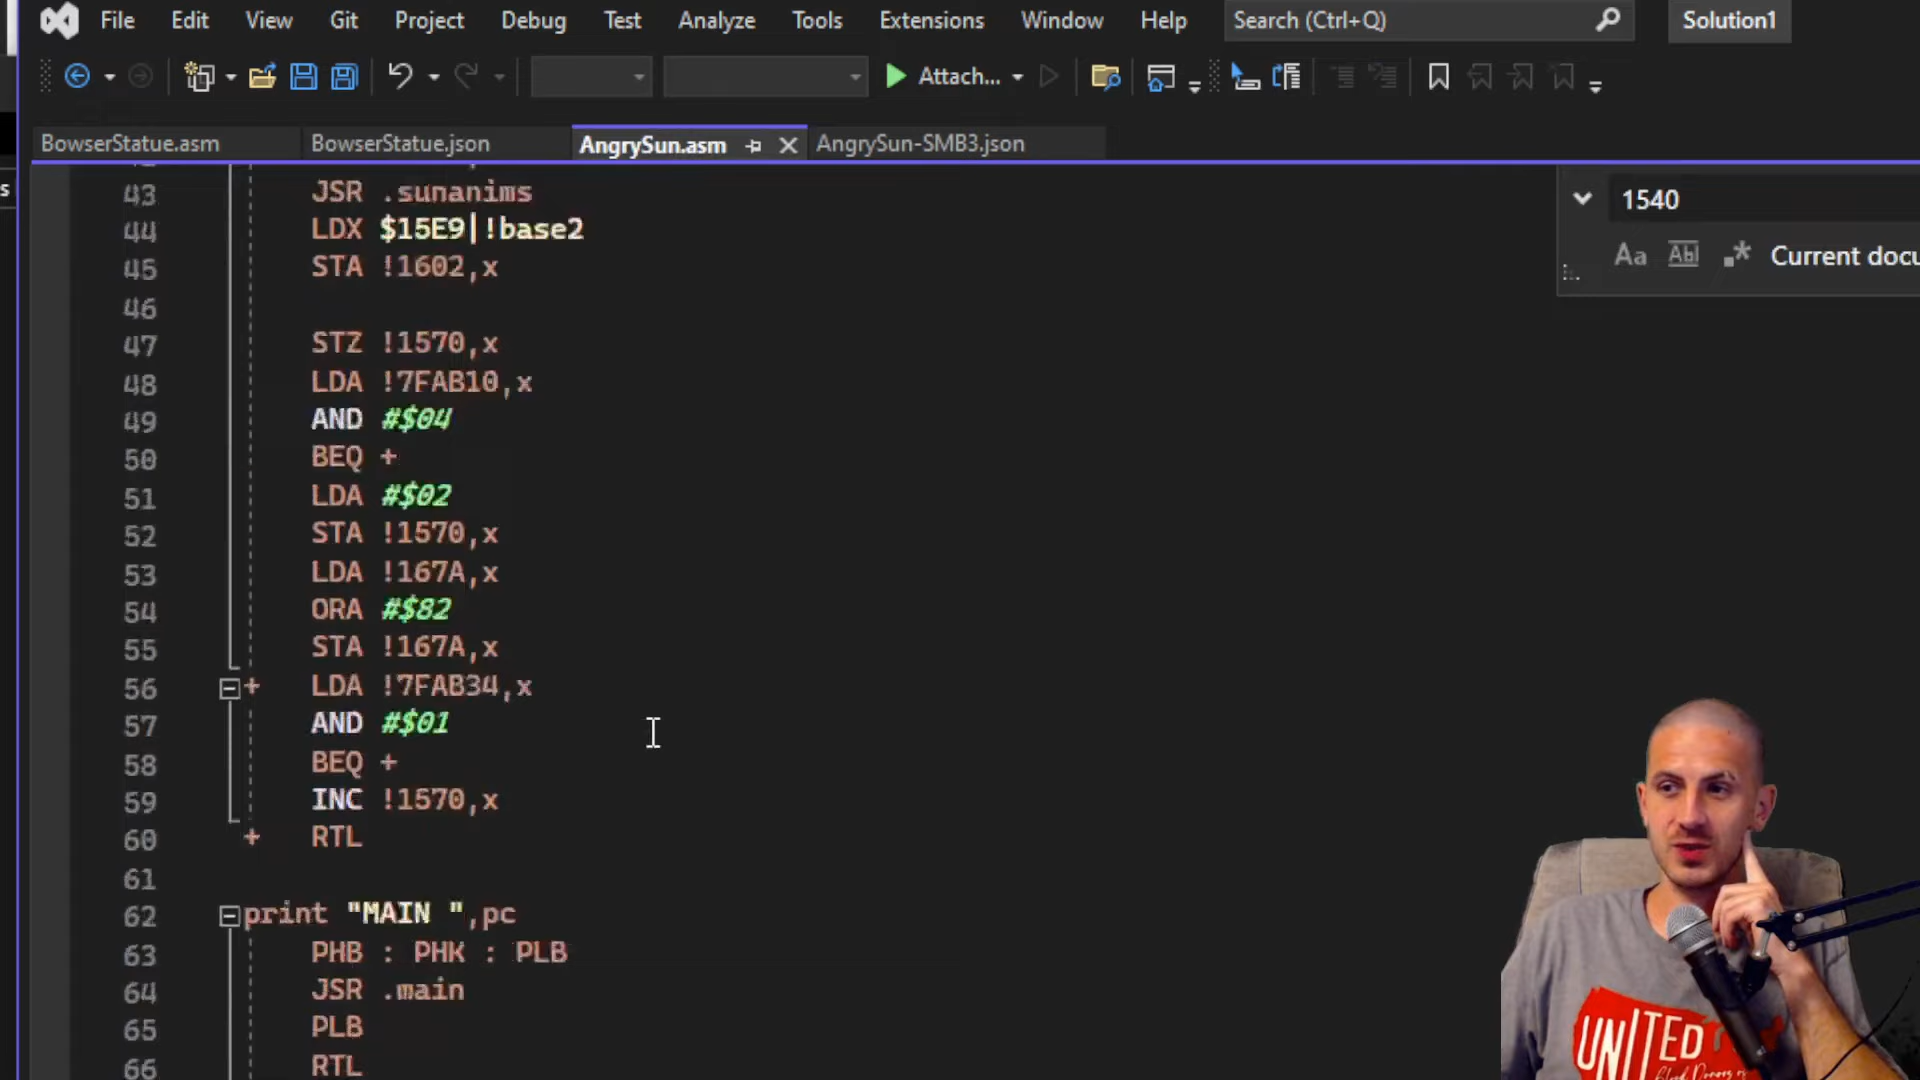 File Edit View Git Project Debug Test Analyze Tools Extensions Window Help Search (Ctrl+Q) Solution1
Attach...
BowserStatue.asm BowserStatue.json AngrySun.asm AngrySun-SMB3.json
43 JSR .sunanims
44 LDX $15E9|!base2
45 STA !1602,x
46
47 STZ !1570,x
48 LDA !7FAB10,x
49 AND #$04
50 BEQ +
51 LDA #$02
52 STA !1570,x
53 LDA !167A,x
54 ORA #$82
55 STA !167A,x
56 + LDA !7FAB34,x
57 AND #$01
58 BEQ +
59 INC !1570,x
60 + RTL
61
62 print "MAIN ",pc
63 PHB : PHK : PLB
64 JSR .main
65 PLB
66 RTL
1540
Aa Abl .* Current docu
s
UNITED
Blood Donors of